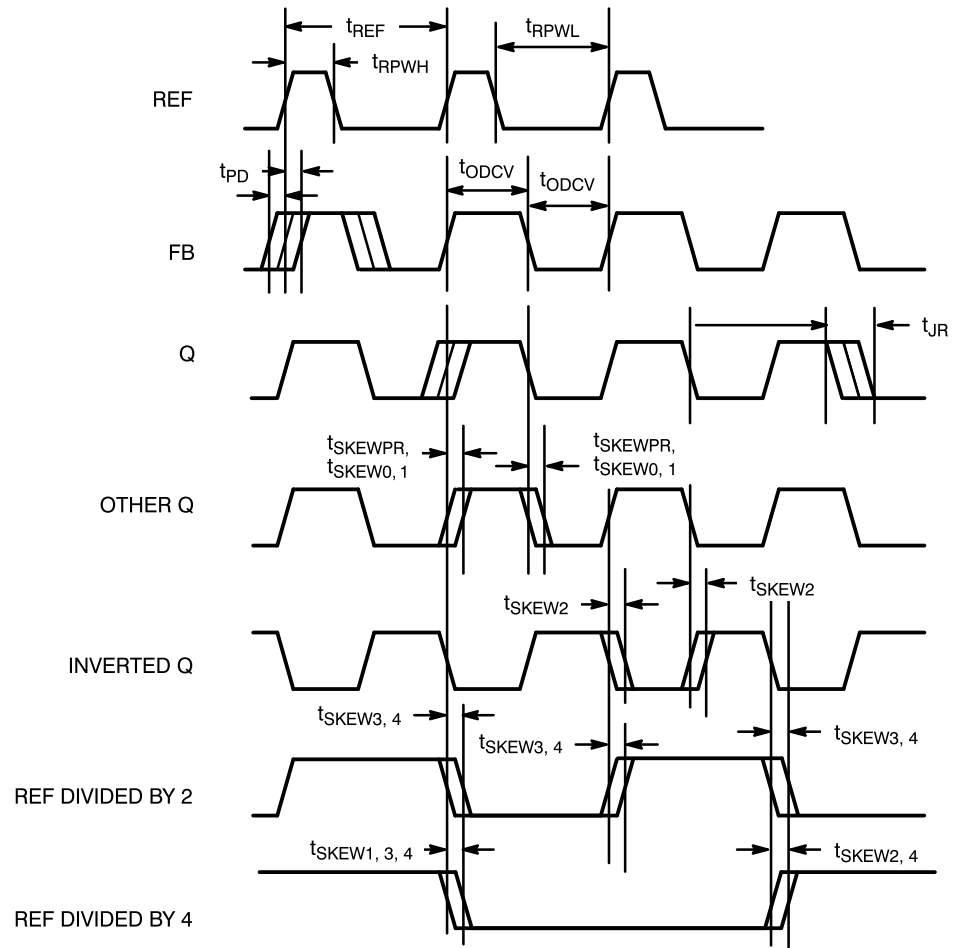 tREF
tRPWL
tRPWH
REF
tPD
tODCV
tODCV
FB
Q
tJR
tSKEWPR,
tSKEW0, 1
tSKEWPR,
tSKEW0, 1
OTHER Q
tSKEW2
tSKEW2
INVERTED Q
tSKEW3, 4
tSKEW3, 4
tSKEW3, 4
REF DIVIDED BY 2
tSKEW1, 3, 4
tSKEW2, 4
REF DIVIDED BY 4